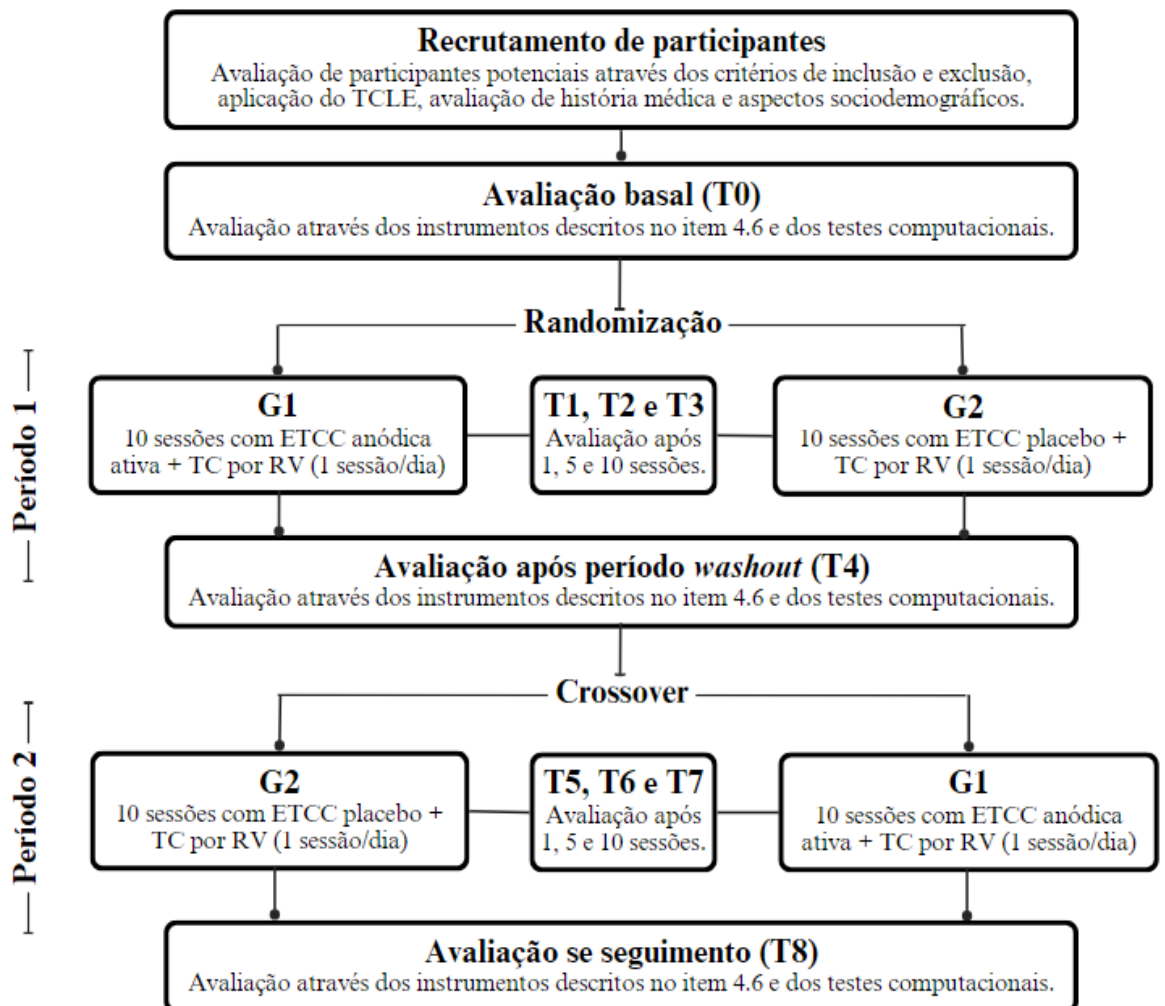 Recrutamento de participantes
Avaliação de participantes potenciais através dos critérios de inclusão e exclusão,
aplicação do TCLE, avaliação de história médica e aspectos sociodemográficos.
Avaliação basal (T0)
Avaliação através dos instrumentos descritos no item 4.6 e dos testes computacionais.
Randomização
Período 1
G1
10 sessões com ETCC anódica
ativa + TC por RV (1 sessão/dia)
T1, T2 e T3
Avaliação após
1, 5 e 10 sessões.
G2
10 sessões com ETCC placebo +
TC por RV (1 sessão/dia)
Avaliação após período washout (T4)
Avaliação através dos instrumentos descritos no item 4.6 e dos testes computacionais.
Crossover
Período 2
G2
10 sessões com ETCC placebo +
TC por RV (1 sessão/dia)
T5, T6 e T7
Avaliação após
1, 5 e 10 sessões.
G1
10 sessões com ETCC anódica
ativa + TC por RV (1 sessão/dia)
Avaliação se seguimento (T8)
Avaliação através dos instrumentos descritos no item 4.6 e dos testes computacionais.